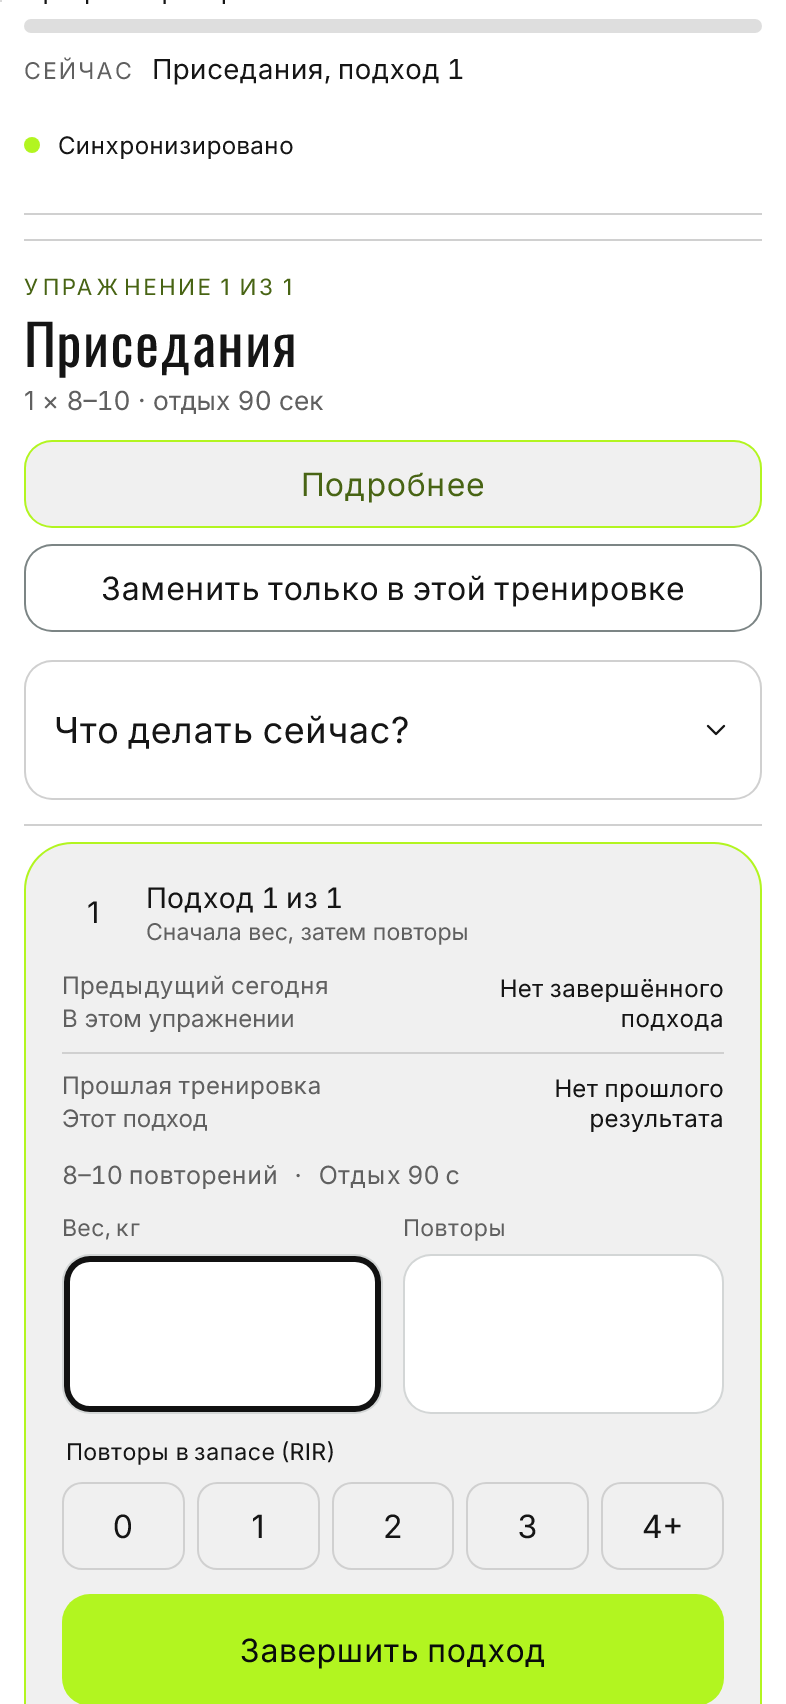 СЕЙЧАС Приседания, подход 1
Синхронизировано
УПРАЖНЕНИЕ 1 ИЗ 1
Приседания
1 × 8–10 · отдых 90 сек
Подробнее
Заменить только в этой тренировке
Что делать сейчас?
1
Подход 1 из 1
Сначала вес, затем повторы
Предыдущий сегодня
В этом упражнении
Нет завершённого
подхода
Прошлая тренировка
Этот подход
Нет прошлого
результата
8–10 повторений · Отдых 90 с
Вес, кг
Повторы
Повторы в запасе (RIR)
0 1 2 3 4+
Завершить подход